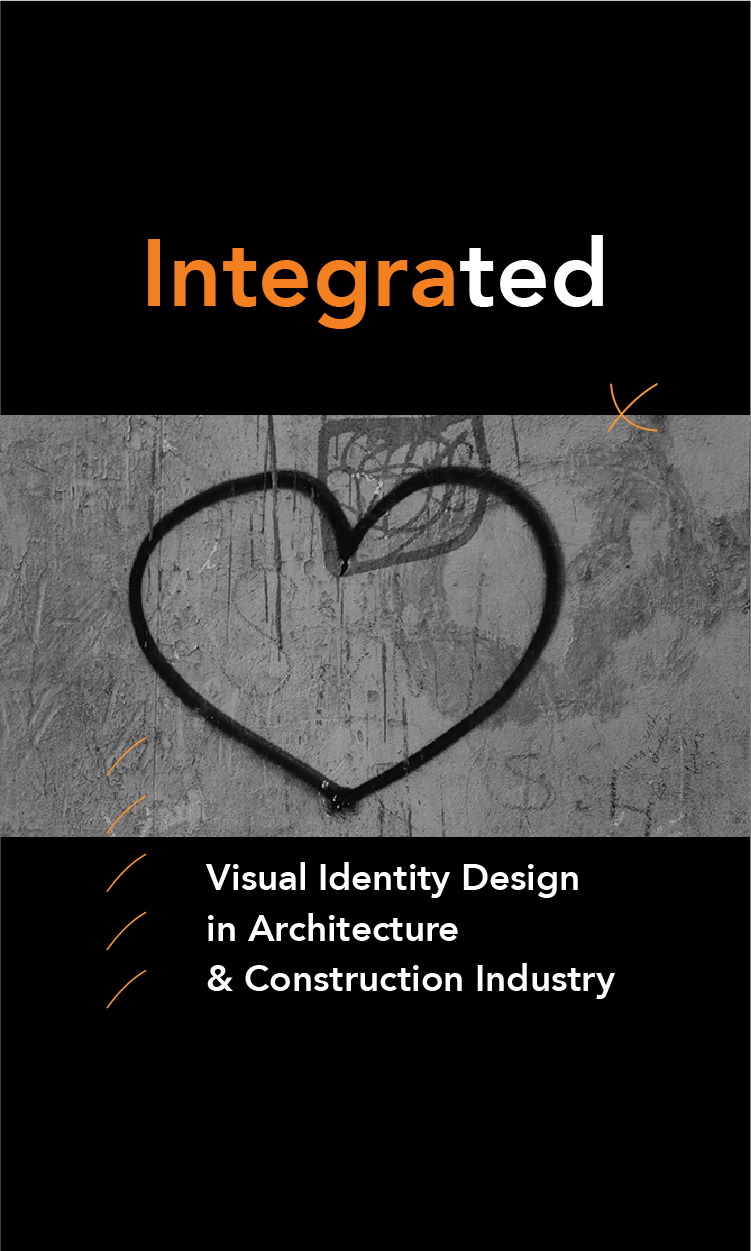 Integrated
Visual Identity Design
in Architecture
& Construction Industry